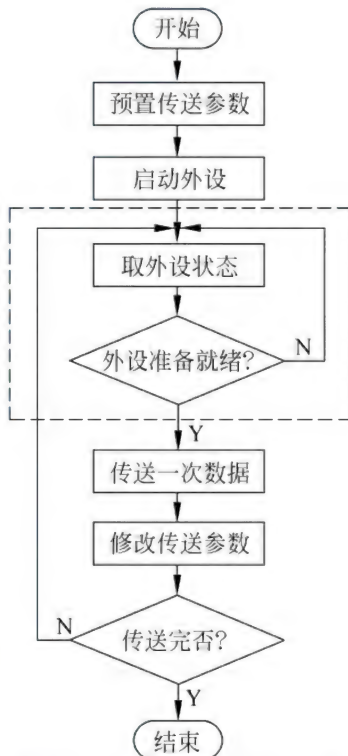 开始
预置传送参数
启动外设
取外设状态
外设准备就绪?
N
Y
传送一次数据
修改传送参数
传送完否?
N
Y
结束